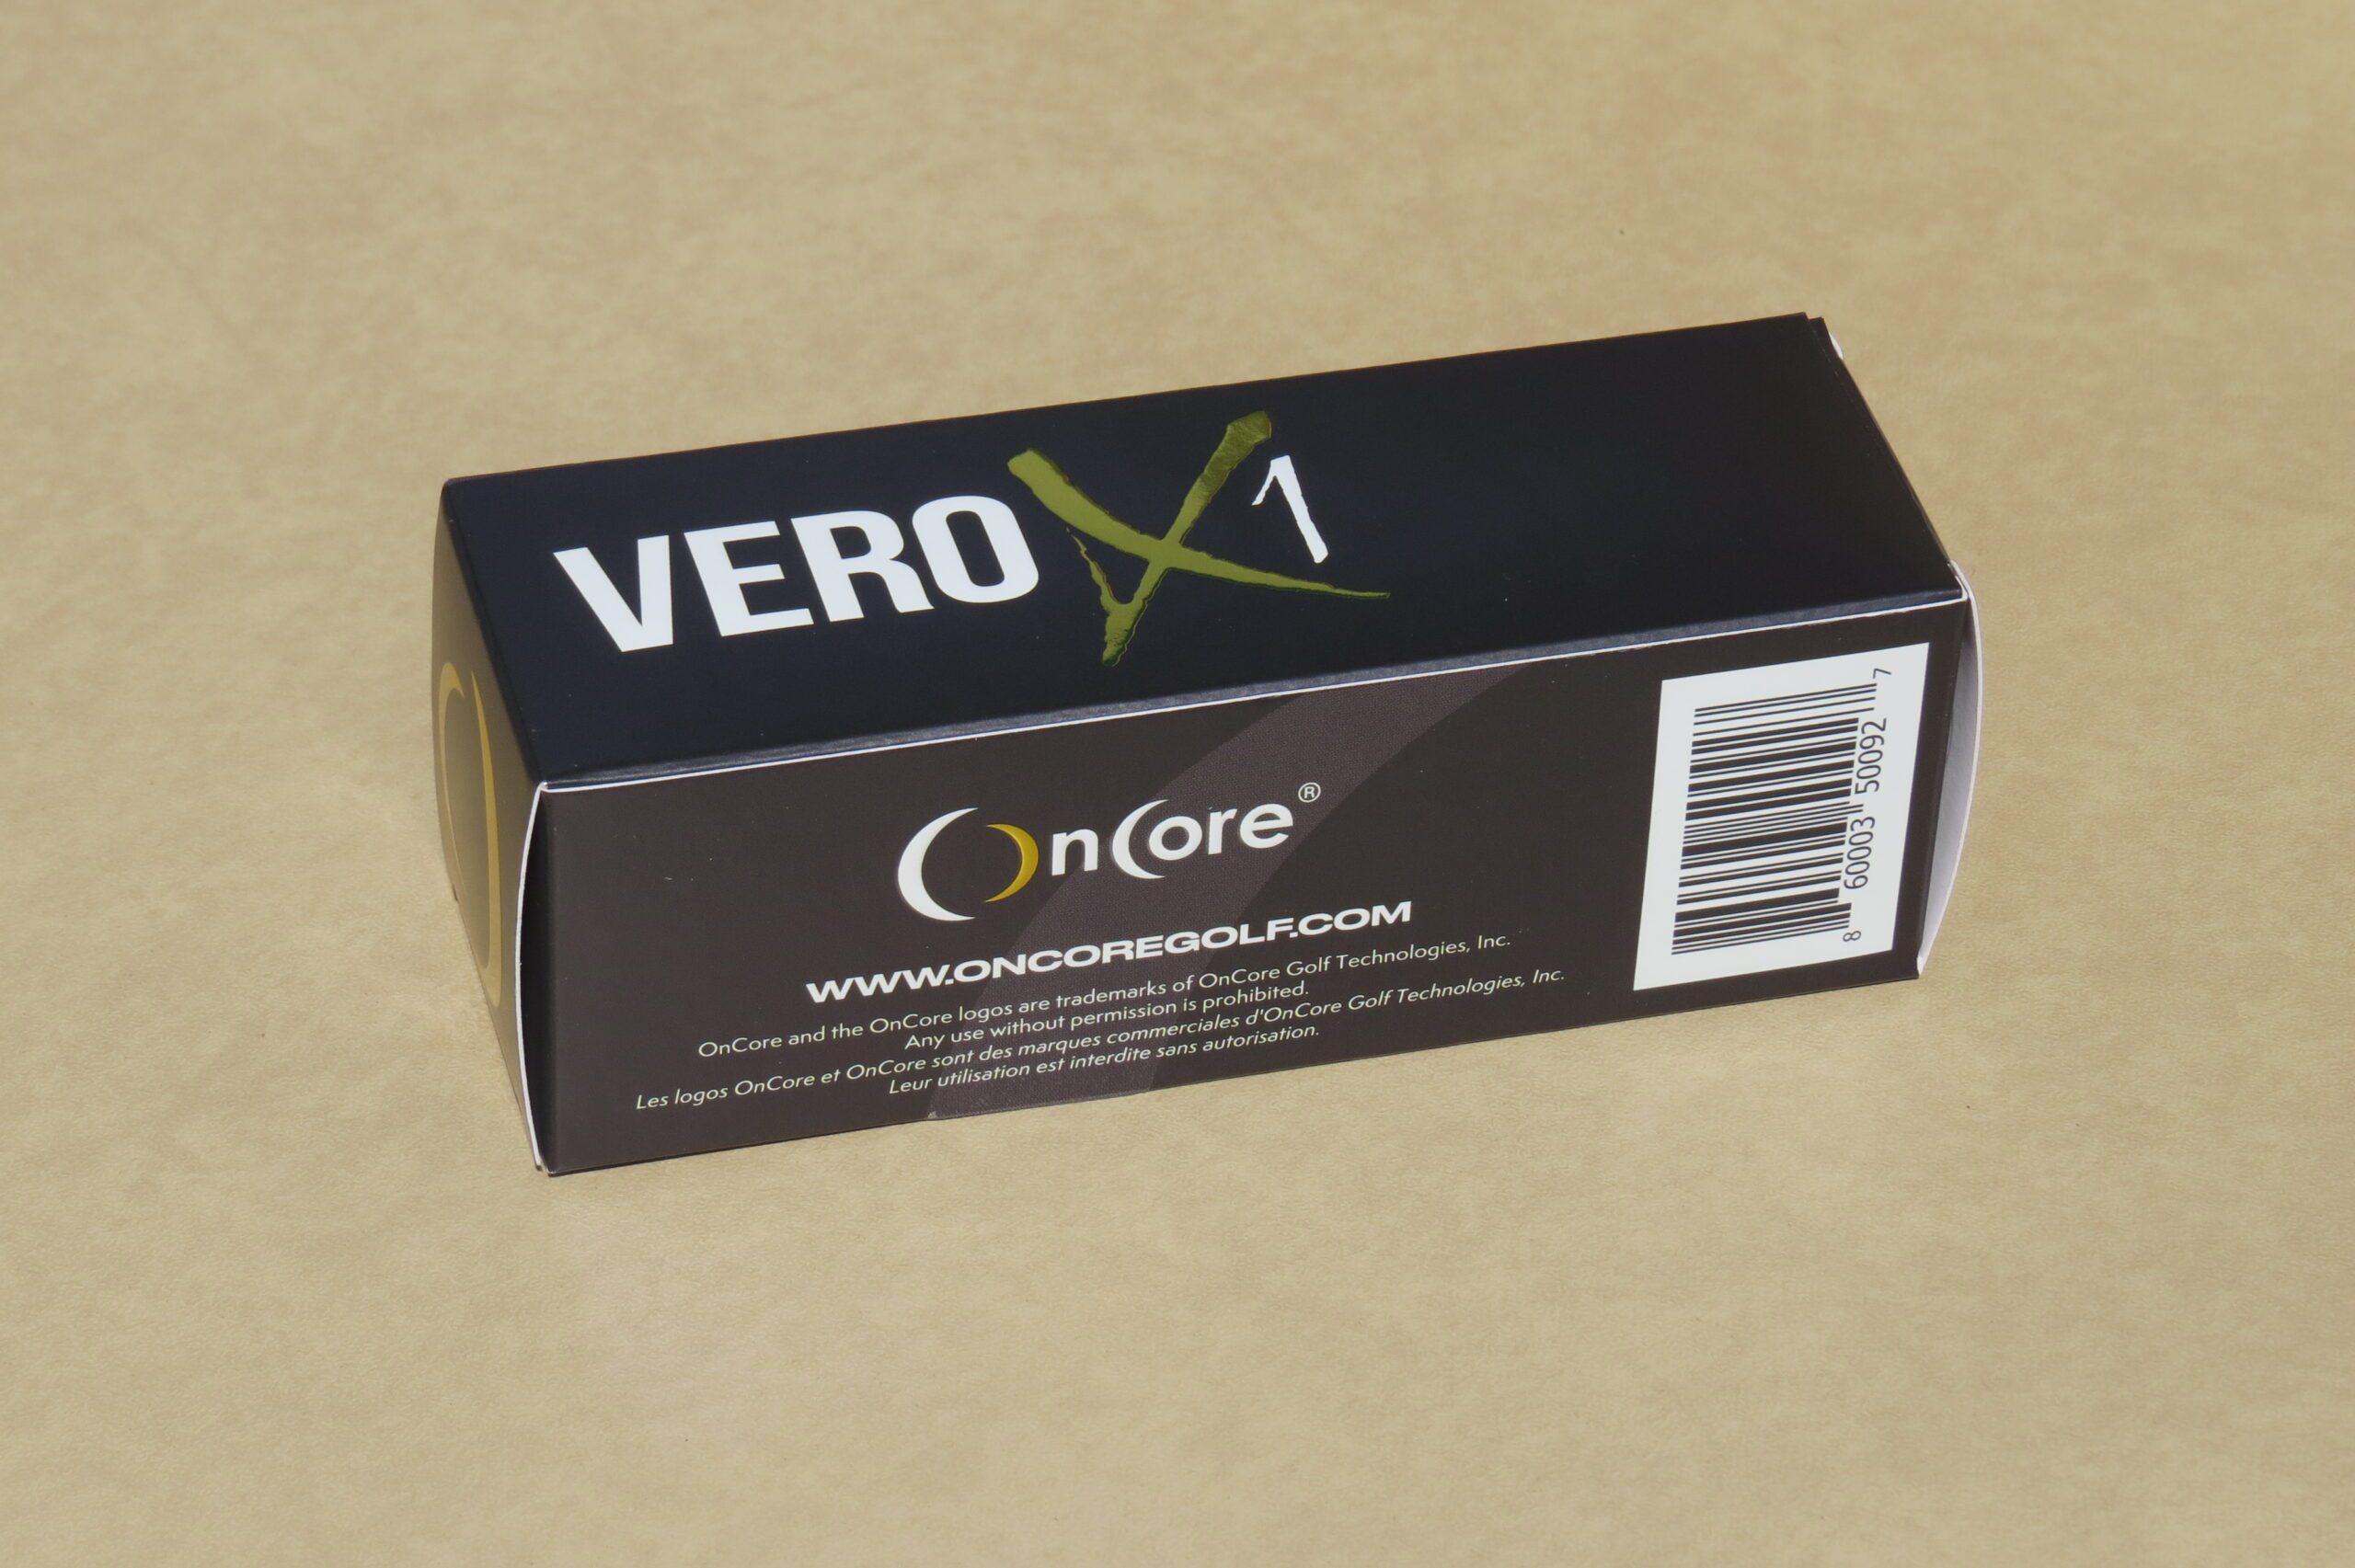 VERO X1
OnCore®
WWW.ONCOREGOLF.COM
OnCore and the OnCore logos are trademarks of OnCore Golf Technologies, Inc.
Any use without permission is prohibited.
Les logos OnCore et OnCore sont des marques commerciales d'OnCore Golf Technologies, Inc.
Leur utilisation est interdite sans autorisation.
8 60003 50092 7